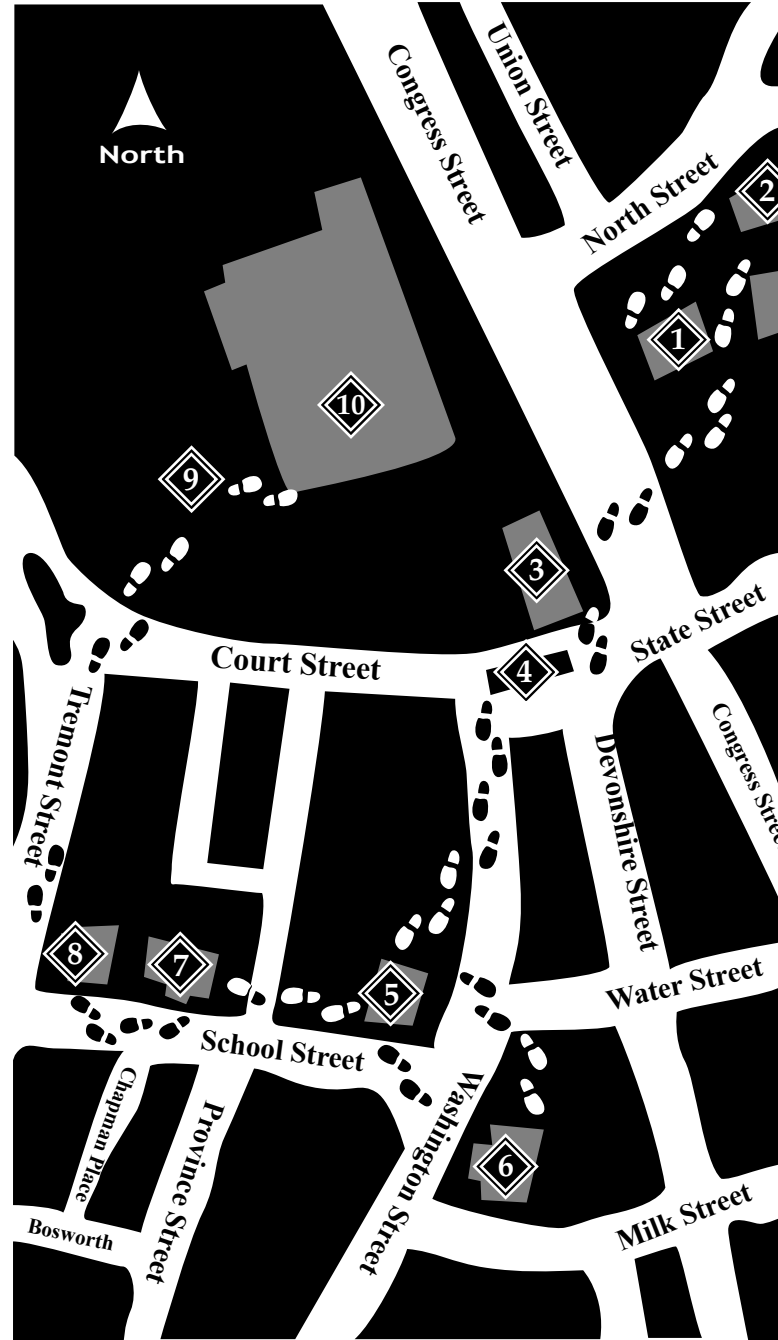 Union Street
Congress Street
North
North Street
2
1
10
9
3
State Street
4
Court Street
Tremont Street
Congress Stree
Devonshire Street
8
7
5
Water Street
School Street
Washington Street
Chapman Place
Province Street
6
Milk Street
Bosworth